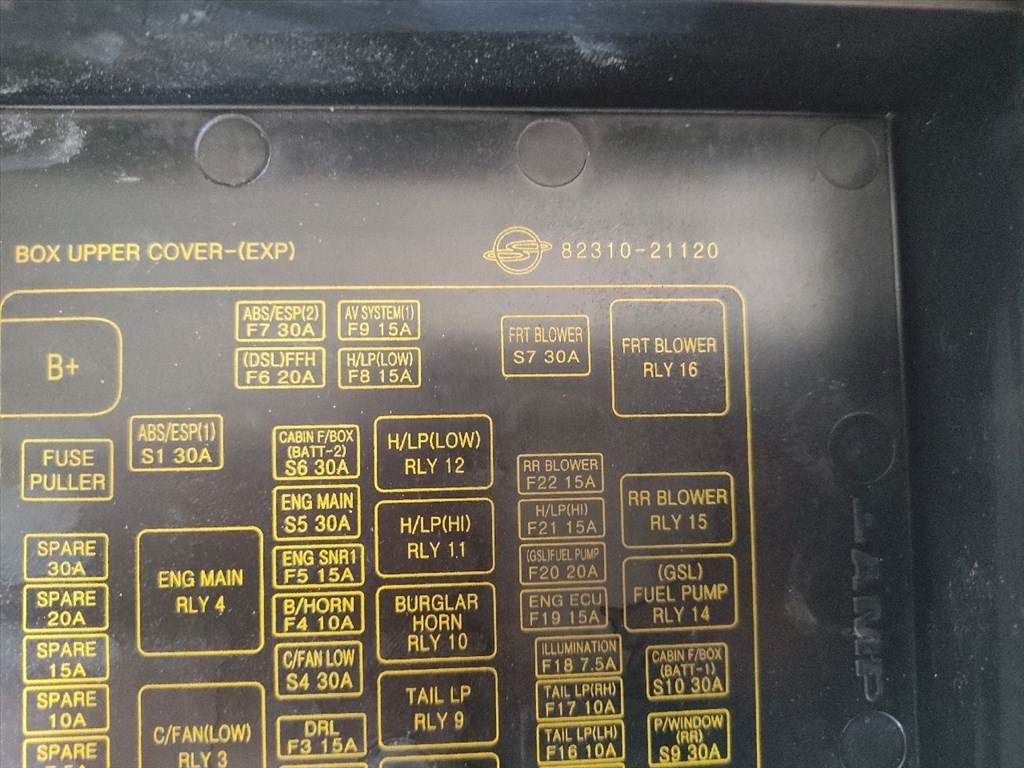 BOX UPPER COVER-(EXP)
82310-21120
B+
ABS/ESP(2)
F7 30A
AV SYSTEM(1)
F9 15A
(DSL)FFH
F6 20A
H/LP(LOW)
F8 15A
FRT BLOWER
S7 30A
FRT BLOWER
RLY 16
ABS/ESP(1)
S1 30A
FUSE
PULLER
CABIN F/BOX
(BATT-2)
S6 30A
H/LP(LOW)
RLY 12
ENG MAIN
S5 30A
H/LP(HI)
RLY 11
RR BLOWER
F22 15A
H/LP(HI)
F21 15A
RR BLOWER
RLY 15
SPARE
30A
SPARE
20A
SPARE
15A
SPARE
10A
SPARE
ENG MAIN
RLY 4
ENG SNR1
F5 15A
B/HORN
F4 10A
BURGLAR
HORN
RLY 10
(GSL)FUEL PUMP
F20 20A
ENG ECU
F19 15A
(GSL)
FUEL PUMP
RLY 14
C/FAN LOW
S4 30A
ILLUMINATION
F18 7.5A
CABIN F/BOX
(BATT-1)
S10 30A
C/FAN(LOW)
RLY 3
DRL
F3 15A
TAIL LP
RLY 9
TAIL LP(RH)
F17 10A
TAIL LP(LH)
F16 10A
P/WINDOW
(RR)
S9 30A